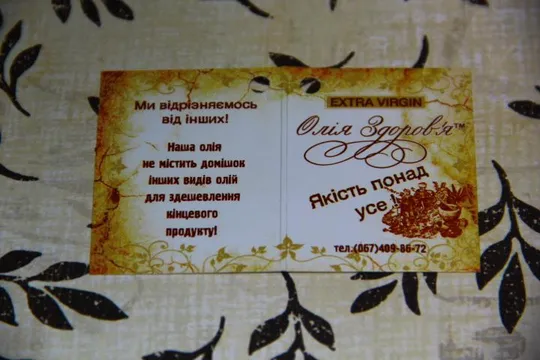 Ми відрізняємось
від інших!
Наша олія
не містить домішок
інших видів олій
для здешевлення
кінцевого
продукту!
EXTRA VIRGIN
Олія Здоров'я™
Якість понад
усе !
тел.(067)409-86-72